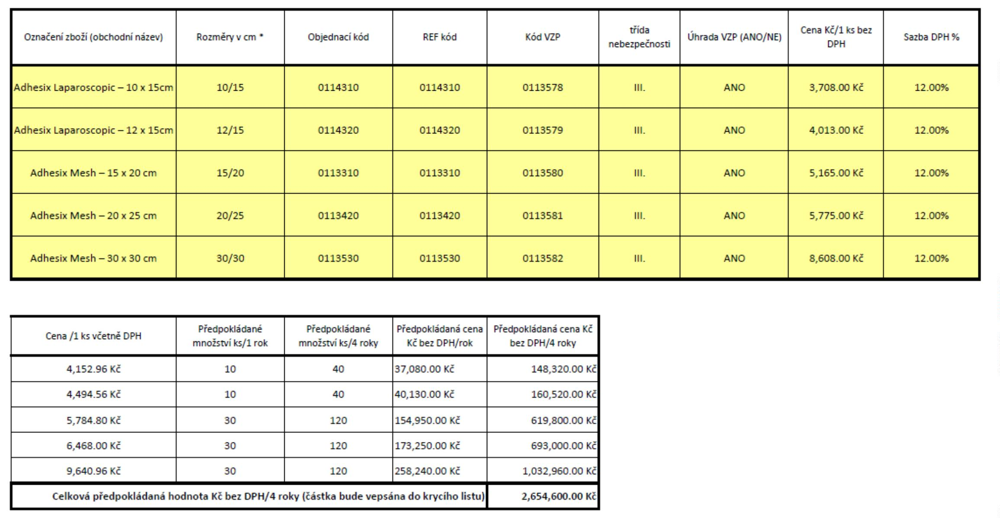 Označení zboží (obchodní název) Rozměry v cm * Objednací kód REF kód Kód VZP třída nebezpečnosti Úhrada VZP (ANO/NE) Cena Kč/1 ks bez DPH Sazba DPH %
Adhesix Laparoscopic – 10 x 15cm 10/15 0114310 0114310 0113578 III. ANO 3,708.00 Kč 12.00%
Adhesix Laparoscopic – 12 x 15cm 12/15 0114320 0114320 0113579 III. ANO 4,013.00 Kč 12.00%
Adhesix Mesh – 15 x 20 cm 15/20 0113310 0113310 0113580 III. ANO 5,165.00 Kč 12.00%
Adhesix Mesh – 20 x 25 cm 20/25 0113420 0113420 0113581 III. ANO 5,775.00 Kč 12.00%
Adhesix Mesh – 30 x 30 cm 30/30 0113530 0113530 0113582 III. ANO 8,608.00 Kč 12.00%
Cena /1 ks včetně DPH Předpokládané množství ks/1 rok Předpokládané množství ks/4 roky Předpokládaná cena Kč bez DPH/rok Předpokládaná cena Kč bez DPH/4 roky
4,152.96 Kč 10 40 37,080.00 Kč 148,320.00 Kč
4,494.56 Kč 10 40 40,130.00 Kč 160,520.00 Kč
5,784.80 Kč 30 120 154,950.00 Kč 619,800.00 Kč
6,468.00 Kč 30 120 173,250.00 Kč 693,000.00 Kč
9,640.96 Kč 30 120 258,240.00 Kč 1,032,960.00 Kč
Celková předpokládaná hodnota Kč bez DPH/4 roky (částka bude vepsána do krycího listu) 2,654,600.00 Kč